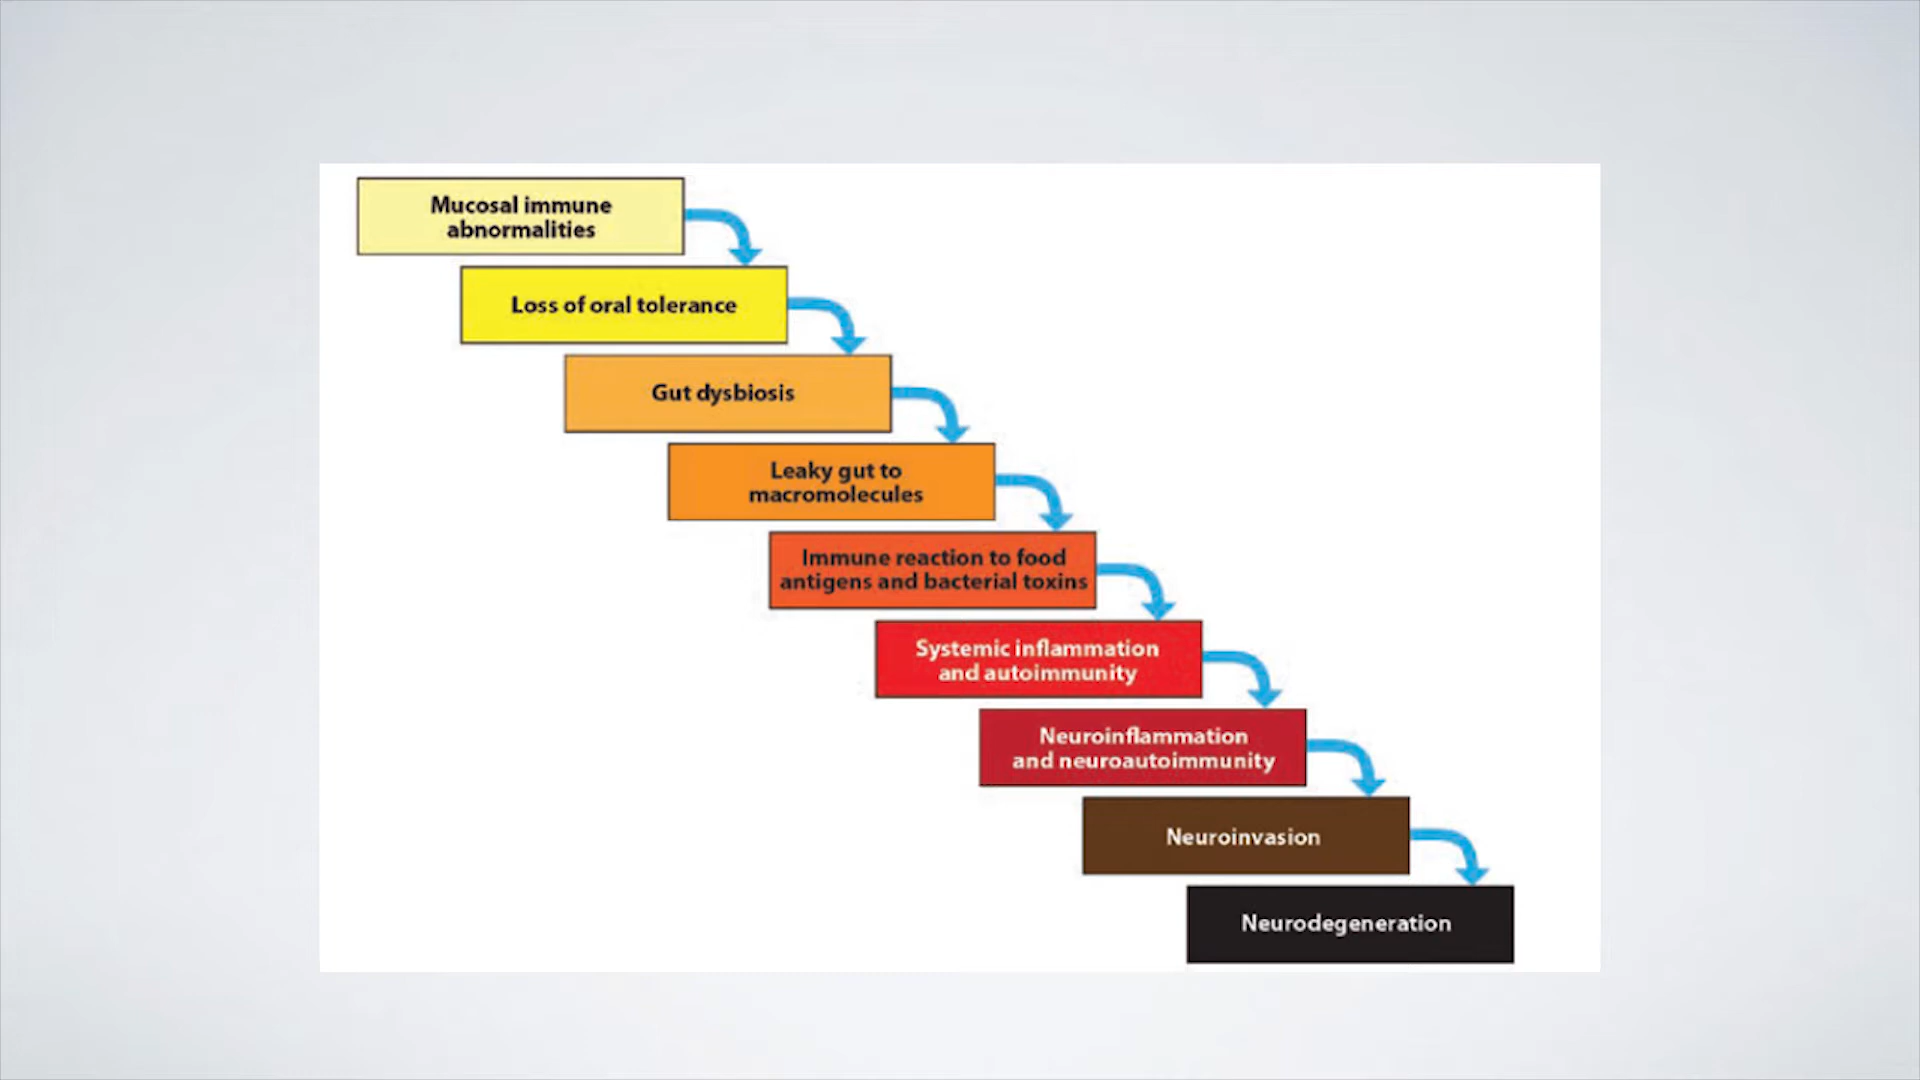 Mucosal immune
abnormalities
Loss of oral tolerance
Gut dysbiosis
Leaky gut to
macromolecules
Immune reaction to food
antigens and bacterial toxins
Systemic inflammation
and autoimmunity
Neuroinflammation
and neuroautoimmunity
Neuroinvasion
Neurodegeneration